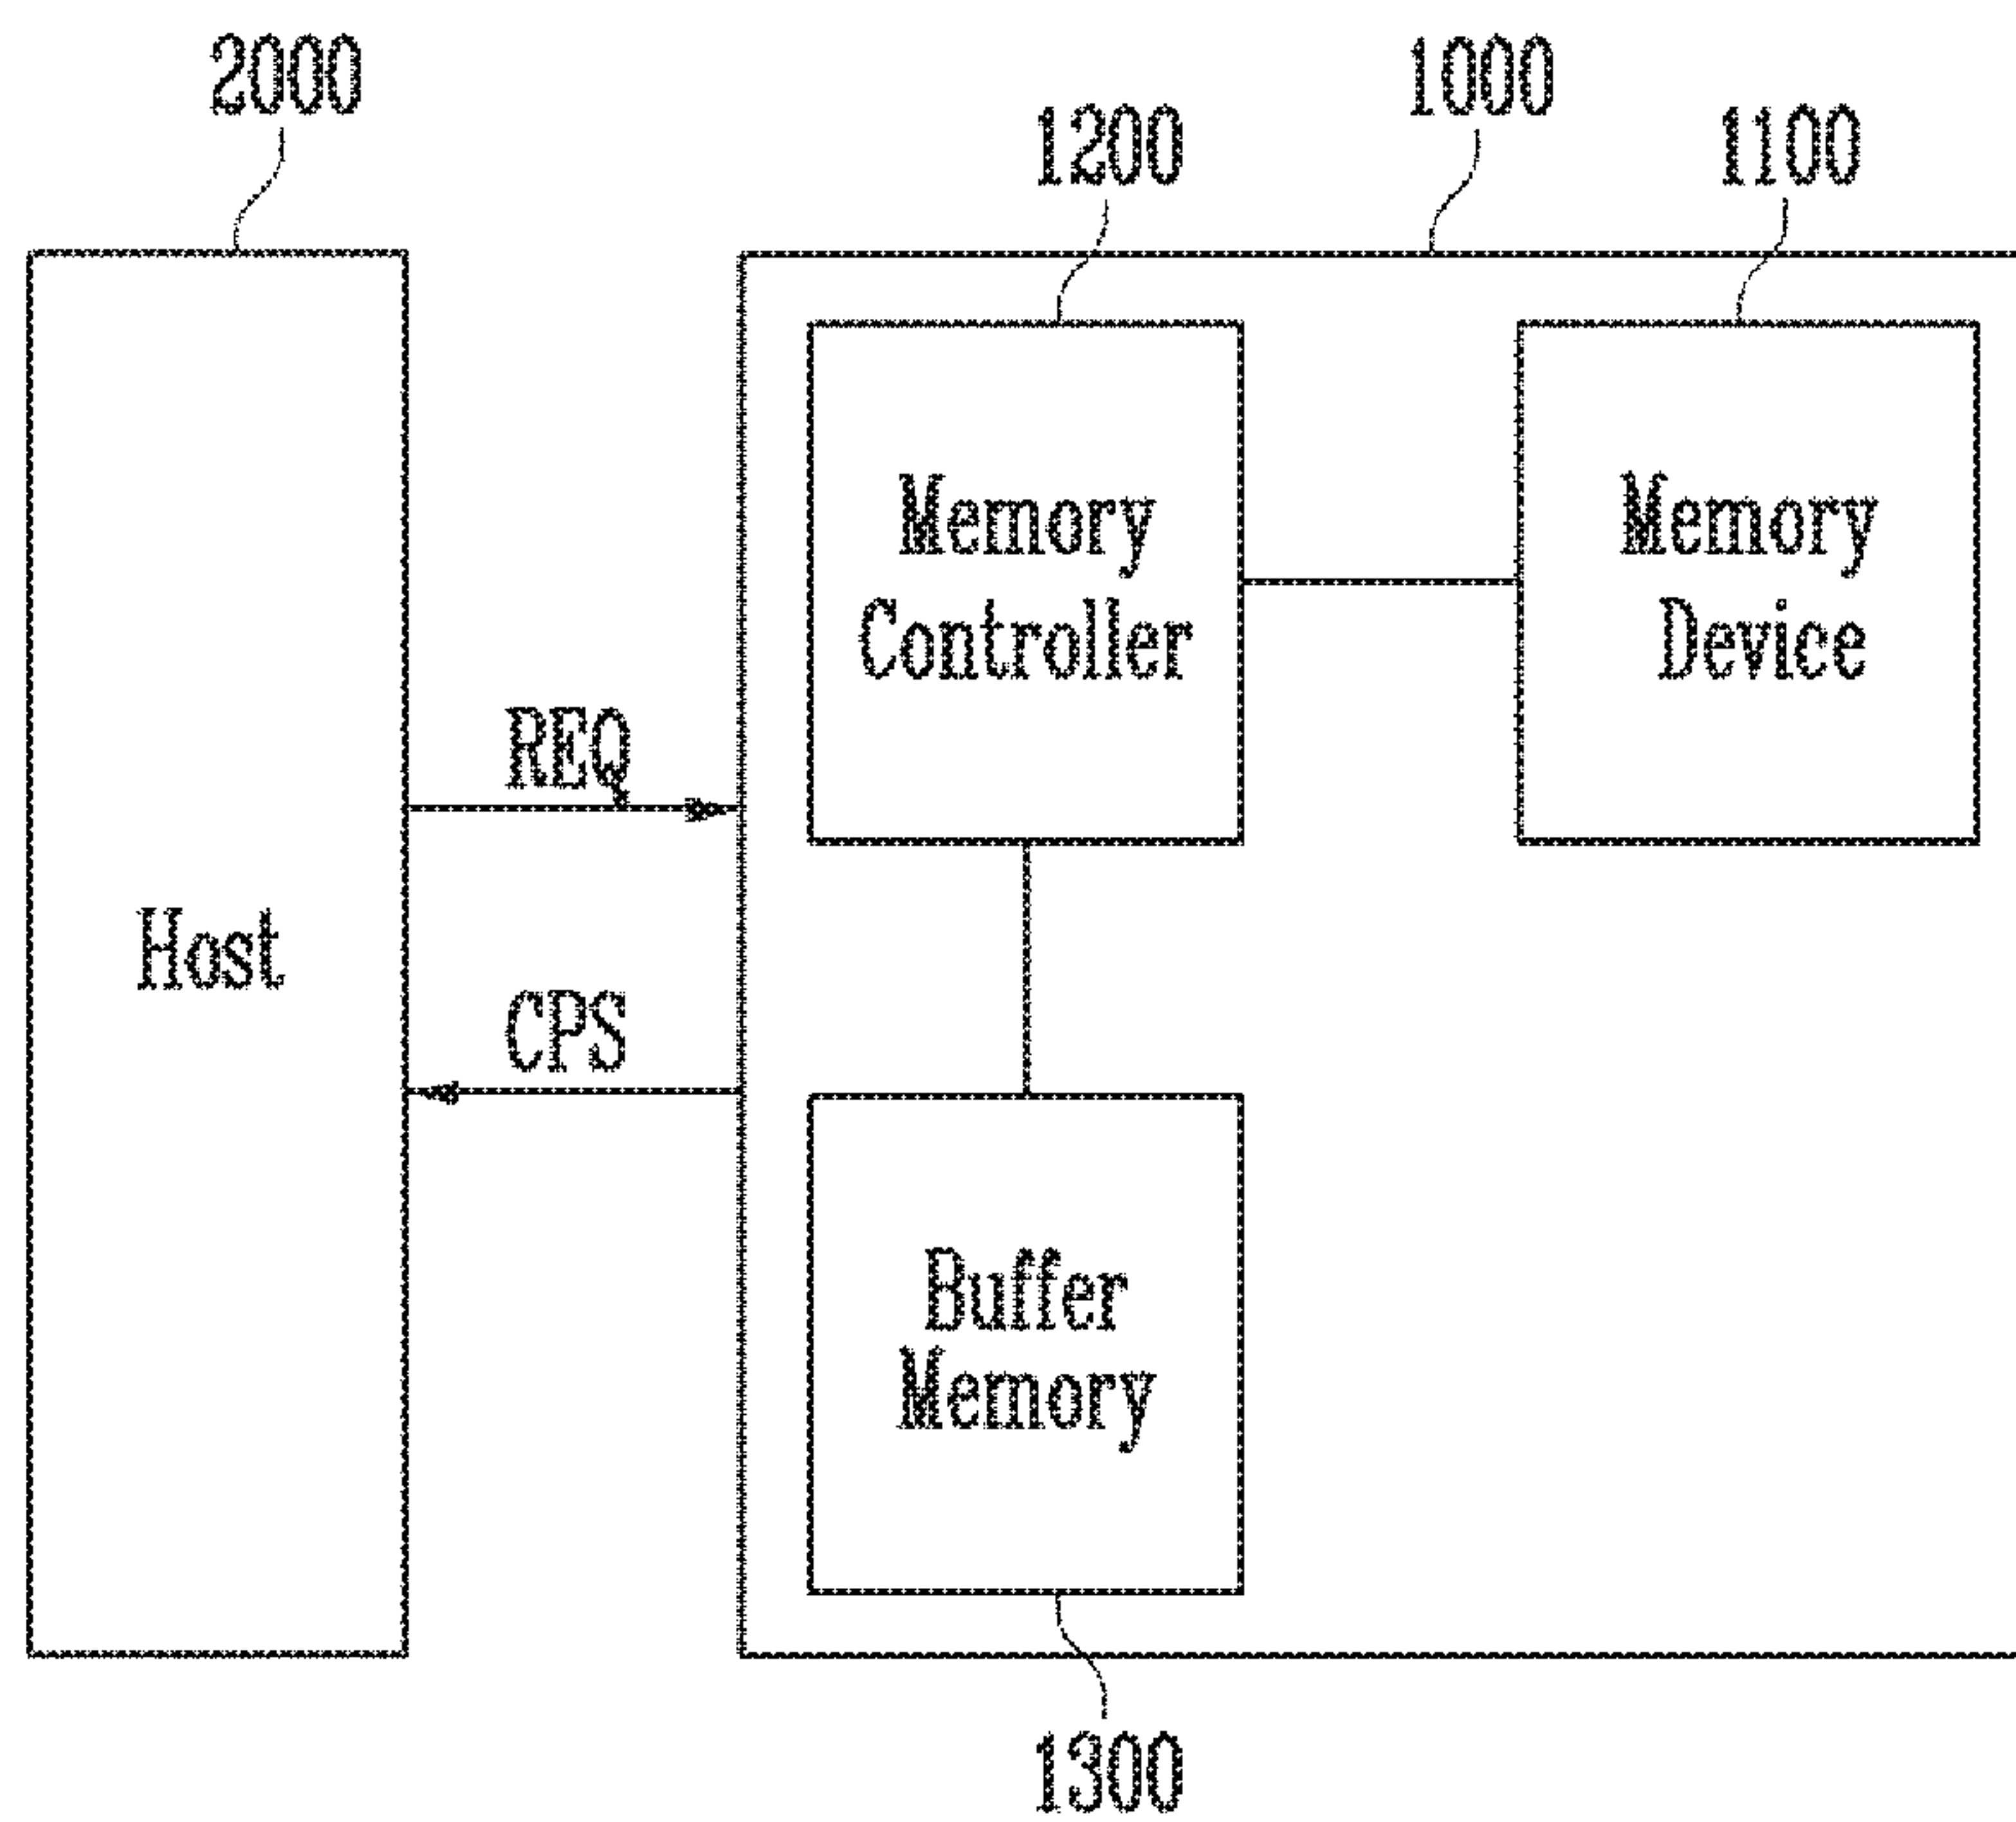 2000
1000
1200
1100
Memory
Controller
Memory
Device
REQ
Host
CPS
Buffer
Memory
1300